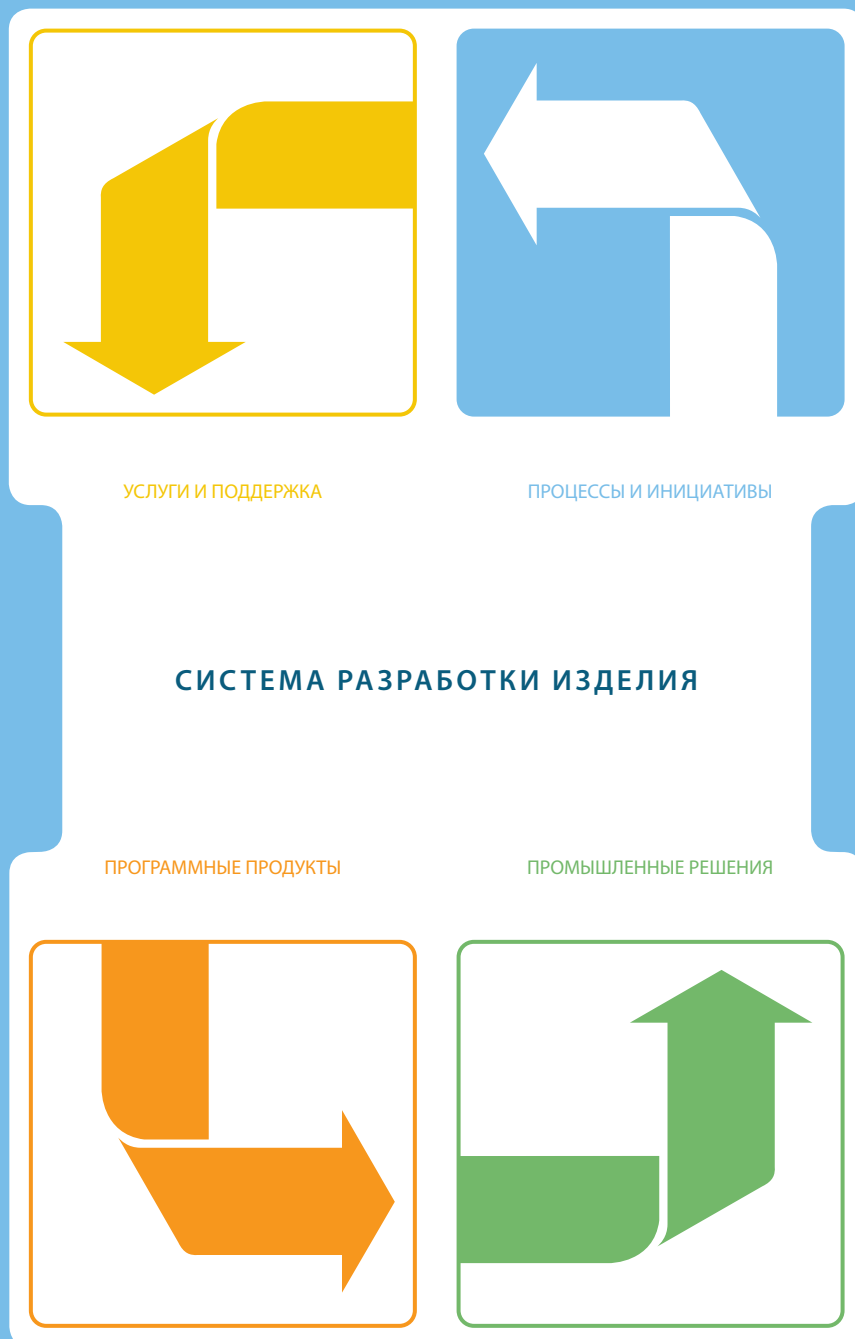 УСЛУГИ И ПОДДЕРЖКА
ПРОЦЕССЫ И ИНИЦИАТИВЫ
СИСТЕМА РАЗРАБОТКИ ИЗДЕЛИЯ
ПРОГРАММНЫЕ ПРОДУКТЫ
ПРОМЫШЛЕННЫЕ РЕШЕНИЯ